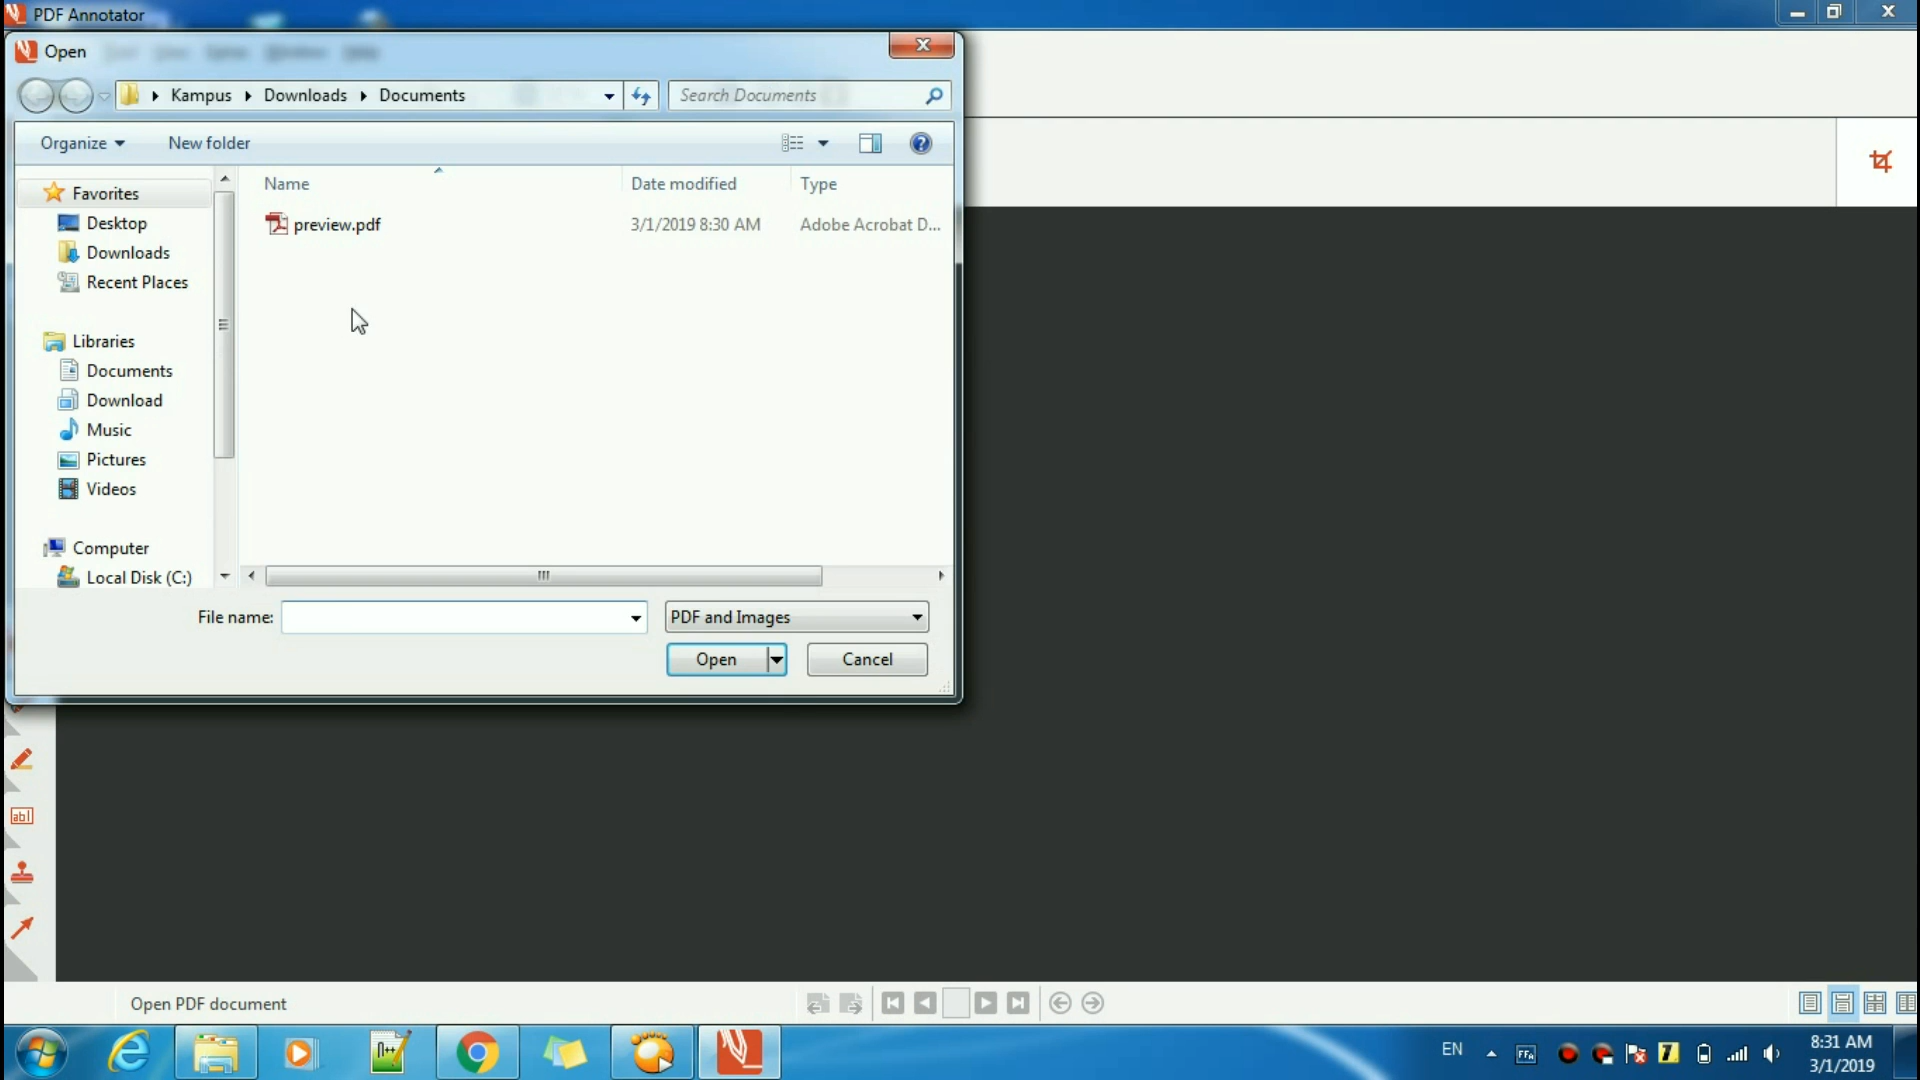 PDF Annotator
Open
Kampus Downloads Documents
Search Documents
Organize
New folder
Name
Date modified
Type
preview.pdf
3/1/2019 8:30 AM
Adobe Acrobat D...
Favorites
Desktop
Downloads
Recent Places
Libraries
Documents
Download
Music
Pictures
Videos
Computer
Local Disk (C:)
File name:
PDF and Images
Open
Cancel
abl
Open PDF document
EN
8:31 AM
3/1/2019